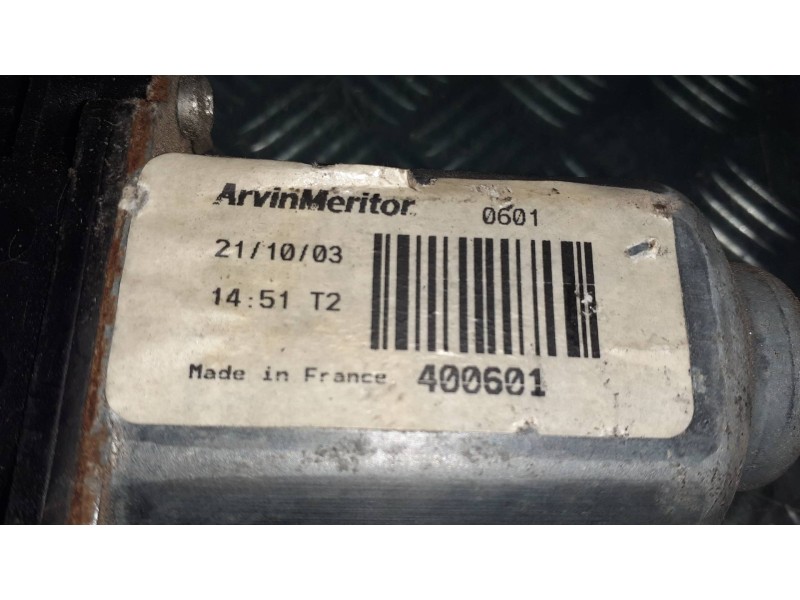 ArvinMeritor 0601
21/10/03
14:51 T2
Made in France 400601